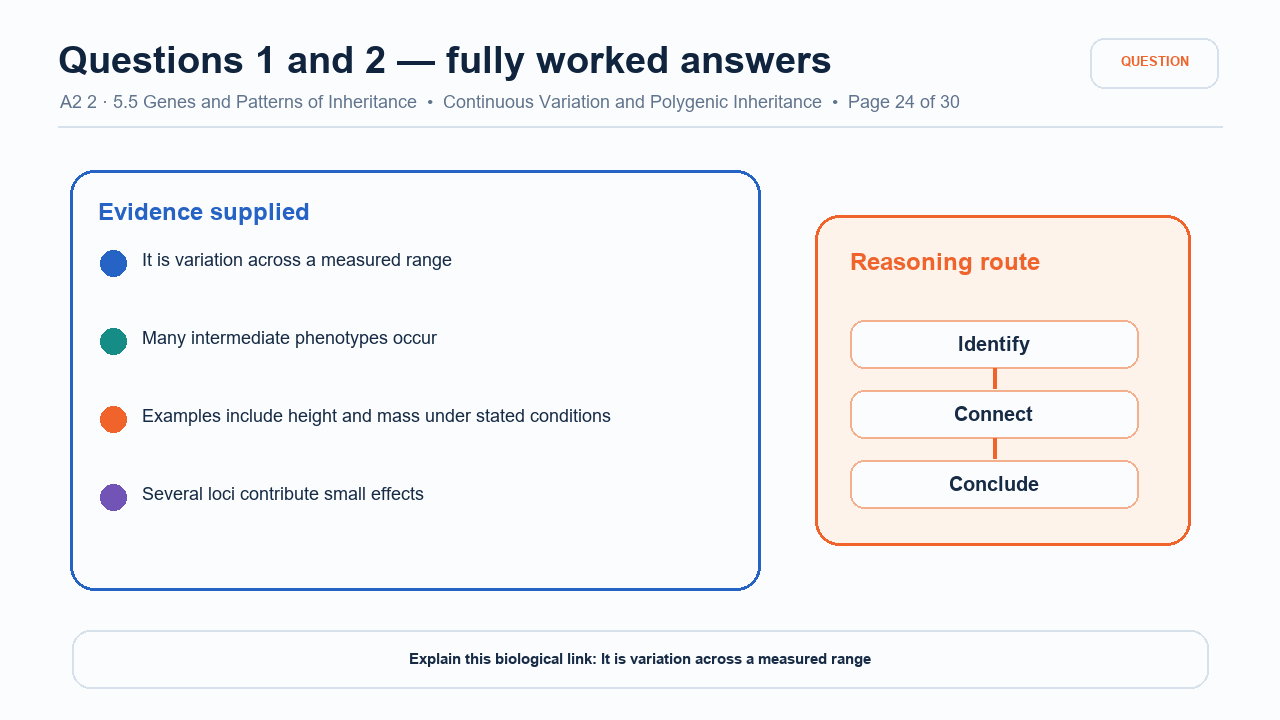 Questions 1 and 2 — fully worked answers
QUESTION
A2 2 · 5.5 Genes and Patterns of Inheritance • Continuous Variation and Polygenic Inheritance • Page 24 of 30
Evidence supplied
It is variation across a measured range
Many intermediate phenotypes occur
Examples include height and mass under stated conditions
Several loci contribute small effects
Reasoning route
Identify
Connect
Conclude
Explain this biological link: It is variation across a measured range